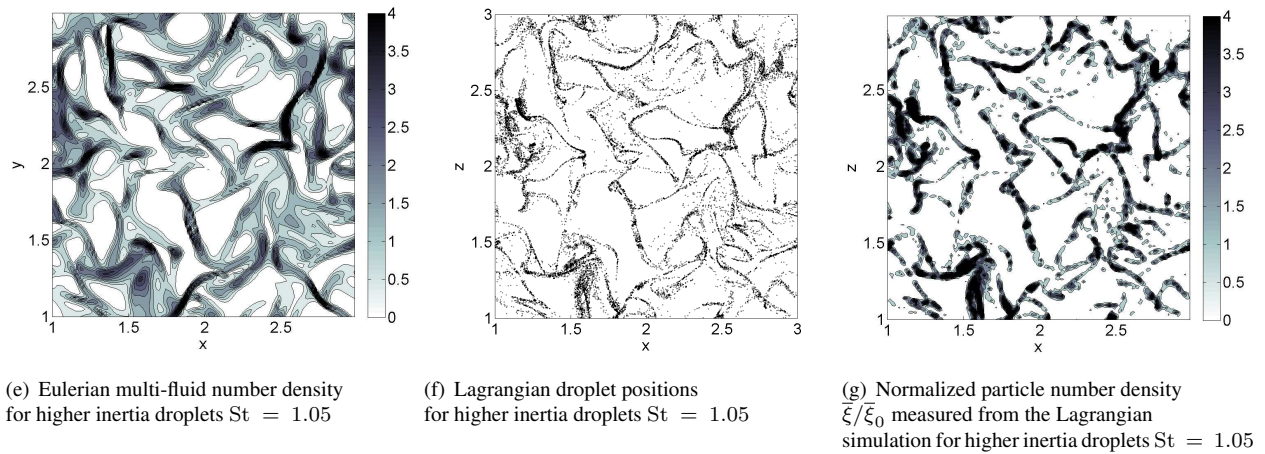 4
3.5
3
2.5
2
1.5
1
0.5
0
y
2.5
2
1.5
1
1 1.5 2 2.5
x
3
2.5
2
1.5
1
z
1 1.5 2 2.5 3
x
z
2.5
2
1.5
1
1 1.5 2 2.5
x
4
3.5
3
2.5
2
1.5
1
0.5
0
(e) Eulerian multi-fluid number density
for higher inertia droplets St = 1.05
(f) Lagrangian droplet positions
for higher inertia droplets St = 1.05
(g) Normalized particle number density
ξ̅/ξ̅₀ measured from the Lagrangian
simulation for higher inertia droplets St = 1.05